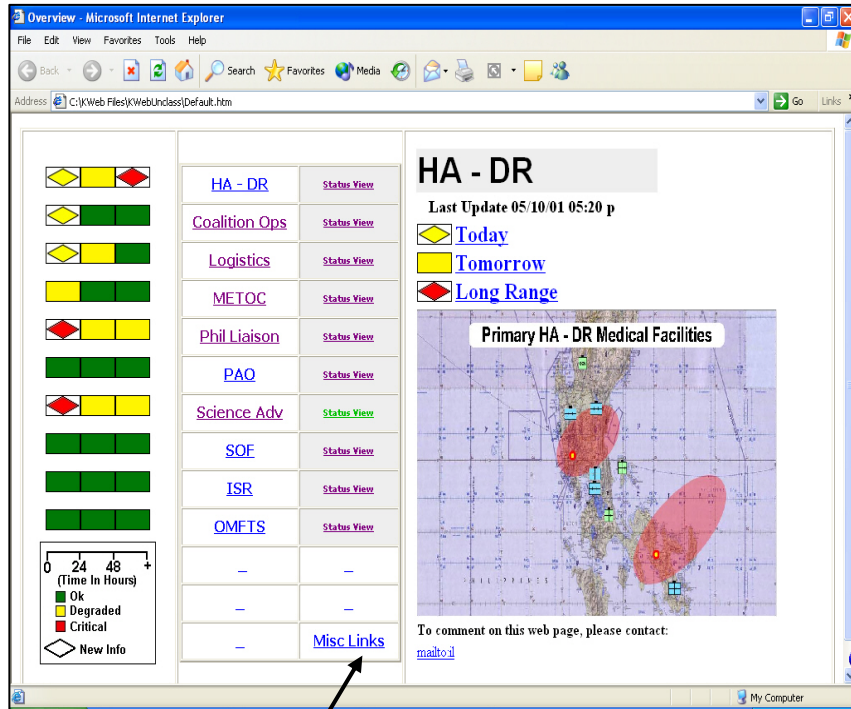 Overview - Microsoft Internet Explorer
File Edit View Favorites Tools Help
Back Search Favorites Media
Address C:\KWeb Files\KWebUnclass\Default.htm Go Links
HA - DR Status View
Coalition Ops Status View
Logistics Status View
METOC Status View
Phil Liaison Status View
PAO Status View
Science Adv Status View
SOF Status View
ISR Status View
OMFTS Status View
Misc Links
0 24 48 +
(Time In Hours)
Ok
Degraded
Critical
New Info
HA - DR
Last Update 05/10/01 05:20 p
Today
Tomorrow
Long Range
Primary HA - DR Medical Facilities
To comment on this web page, please contact:
mailto:il
My Computer